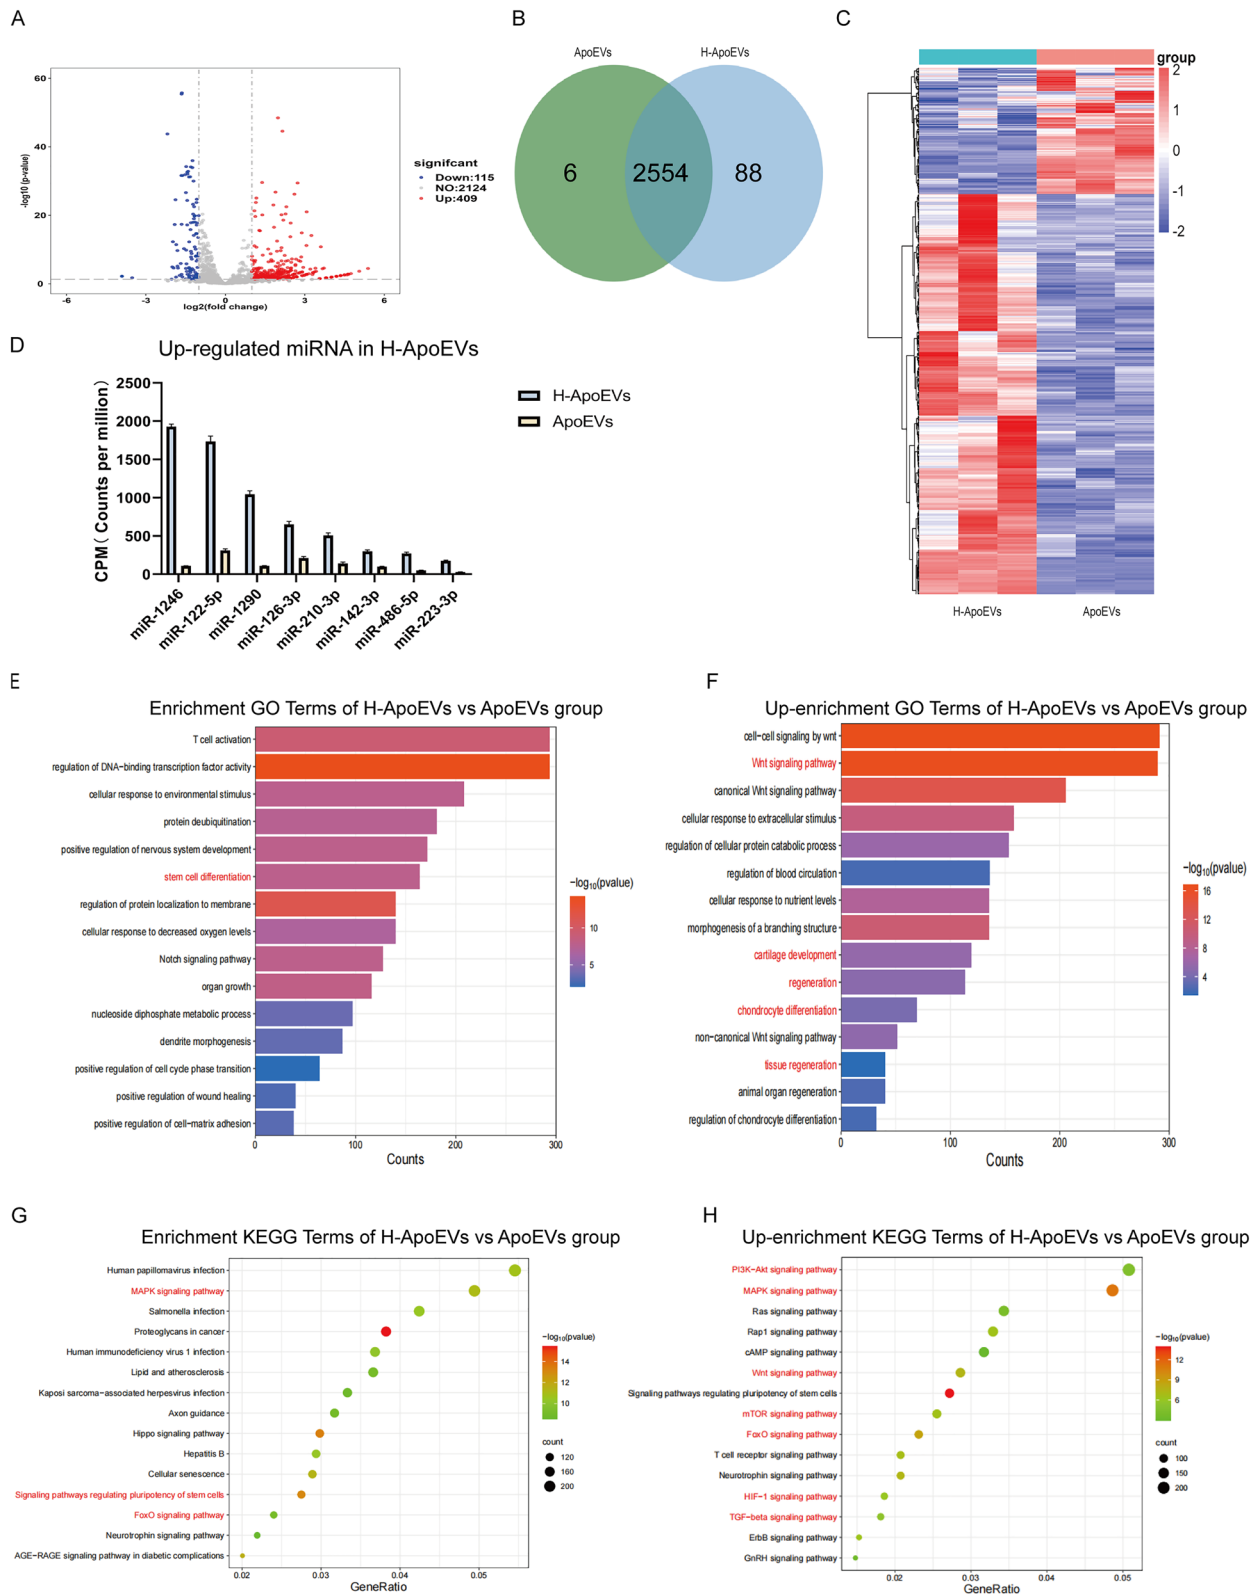 A
60
40
20
0
-log10 (p-value)
-6
-3
0
3
6
log2(fold change)
signifcant
Down:115
NO:2124
Up:409
B
ApoEVs
H-ApoEVs
6
2554
88
C
group
2
1
0
-1
-2
H-ApoEVs
ApoEVs
D
Up-regulated miRNA in H-ApoEVs
CPM( Counts per million)
2500
2000
1500
1000
500
0
miR-1246
miR-122-5p
miR-1290
miR-126-3p
miR-210-3p
miR-142-3p
miR-486-5p
miR-223-3p
H-ApoEVs
ApoEVs
E
Enrichment GO Terms of H-ApoEVs vs ApoEVs group
T cell activation
regulation of DNA−binding transcription factor activity
cellular response to environmental stimulus
protein deubiquitination
positive regulation of nervous system development
stem cell differentiation
regulation of protein localization to membrane
cellular response to decreased oxygen levels
Notch signaling pathway
organ growth
nucleoside diphosphate metabolic process
dendrite morphogenesis
positive regulation of cell cycle phase transition
positive regulation of wound healing
positive regulation of cell−matrix adhesion
0
100
200
300
Counts
−log10(pvalue)
10
5
F
Up-enrichment GO Terms of H-ApoEVs vs ApoEVs group
cell−cell signaling by wnt
Wnt signaling pathway
canonical Wnt signaling pathway
cellular response to extracellular stimulus
regulation of cellular protein catabolic process
regulation of blood circulation
cellular response to nutrient levels
morphogenesis of a branching structure
cartilage development
regeneration
chondrocyte differentiation
non−canonical Wnt signaling pathway
tissue regeneration
animal organ regeneration
regulation of chondrocyte differentiation
0
100
200
300
Counts
−log10(pvalue)
16
12
8
4
G
Enrichment KEGG Terms of H-ApoEVs vs ApoEVs group
Human papillomavirus infection
MAPK signaling pathway
Salmonella infection
Proteoglycans in cancer
Human immunodeficiency virus 1 infection
Lipid and atherosclerosis
Kaposi sarcoma−associated herpesvirus infection
Axon guidance
Hippo signaling pathway
Hepatitis B
Cellular senescence
Signaling pathways regulating pluripotency of stem cells
FoxO signaling pathway
Neurotrophin signaling pathway
AGE−RAGE signaling pathway in diabetic complications
0.02
0.03
0.04
0.05
GeneRatio
−log10(pvalue)
14
12
10
count
120
160
200
H
Up-enrichment KEGG Terms of H-ApoEVs vs ApoEVs group
PI3K−Akt signaling pathway
MAPK signaling pathway
Ras signaling pathway
Rap1 signaling pathway
cAMP signaling pathway
Wnt signaling pathway
Signaling pathways regulating pluripotency of stem cells
mTOR signaling pathway
FoxO signaling pathway
T cell receptor signaling pathway
Neurotrophin signaling pathway
HIF−1 signaling pathway
TGF−beta signaling pathway
ErbB signaling pathway
GnRH signaling pathway
0.02
0.03
0.04
0.05
GeneRatio
−log10(pvalue)
12
9
6
count
100
150
200